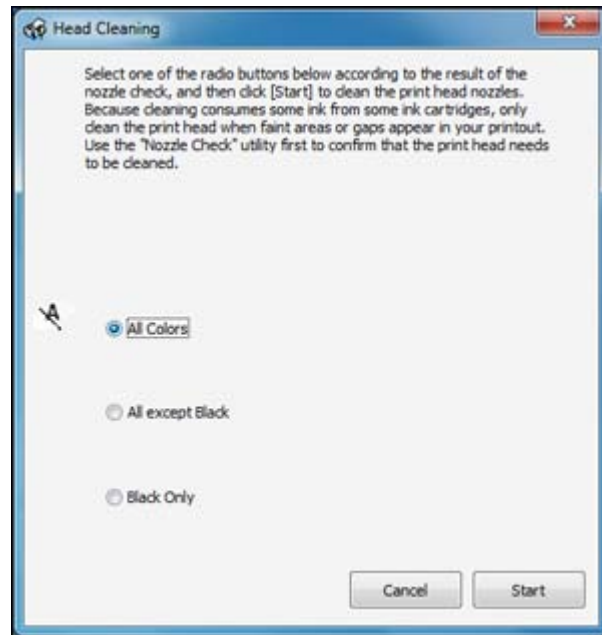 Head Cleaning
Select one of the radio buttons below according to the result of the
nozzle check, and then click [Start] to clean the print head nozzles.
Because cleaning consumes some ink from some ink cartridges, only
clean the print head when faint areas or gaps appear in your printout.
Use the "Nozzle Check" utility first to confirm that the print head needs
to be cleaned.
A
All Colors
All except Black
Black Only
Cancel Start